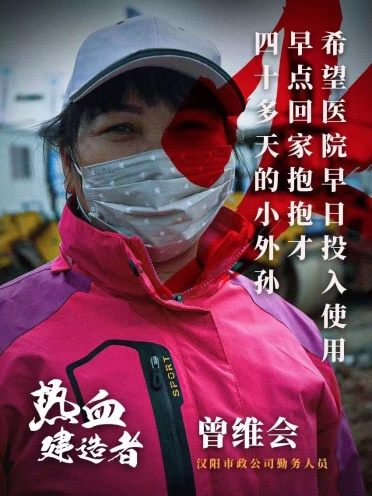 希望医院早日投入使用
早点回家抱抱才
四十多天的小外孙
SPORT
热血
建造者
曾维会
汉阳市政公司勤务人员